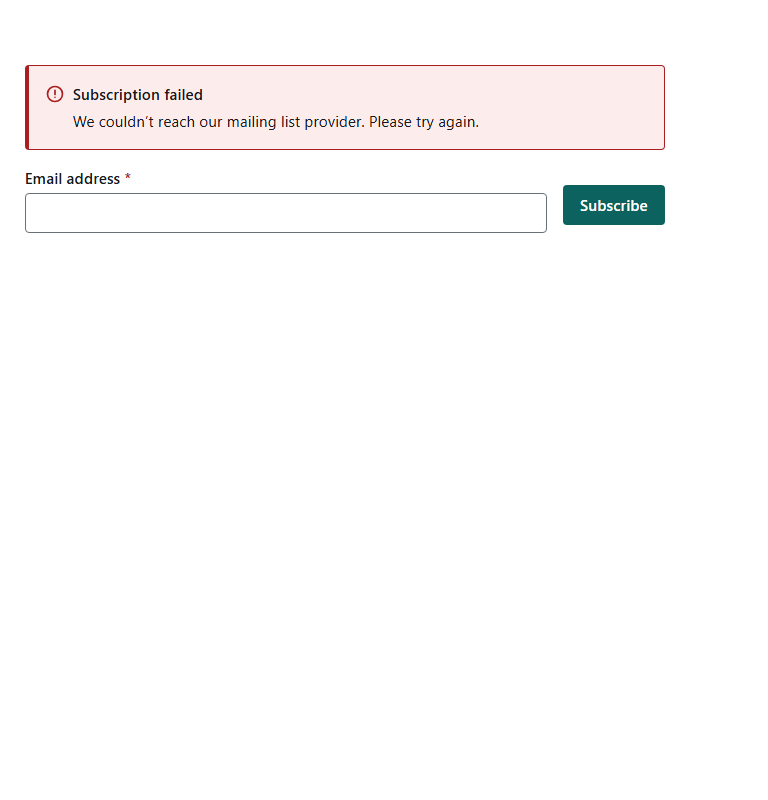 Subscription failed
We couldn’t reach our mailing list provider. Please try again.
Email address *
Subscribe